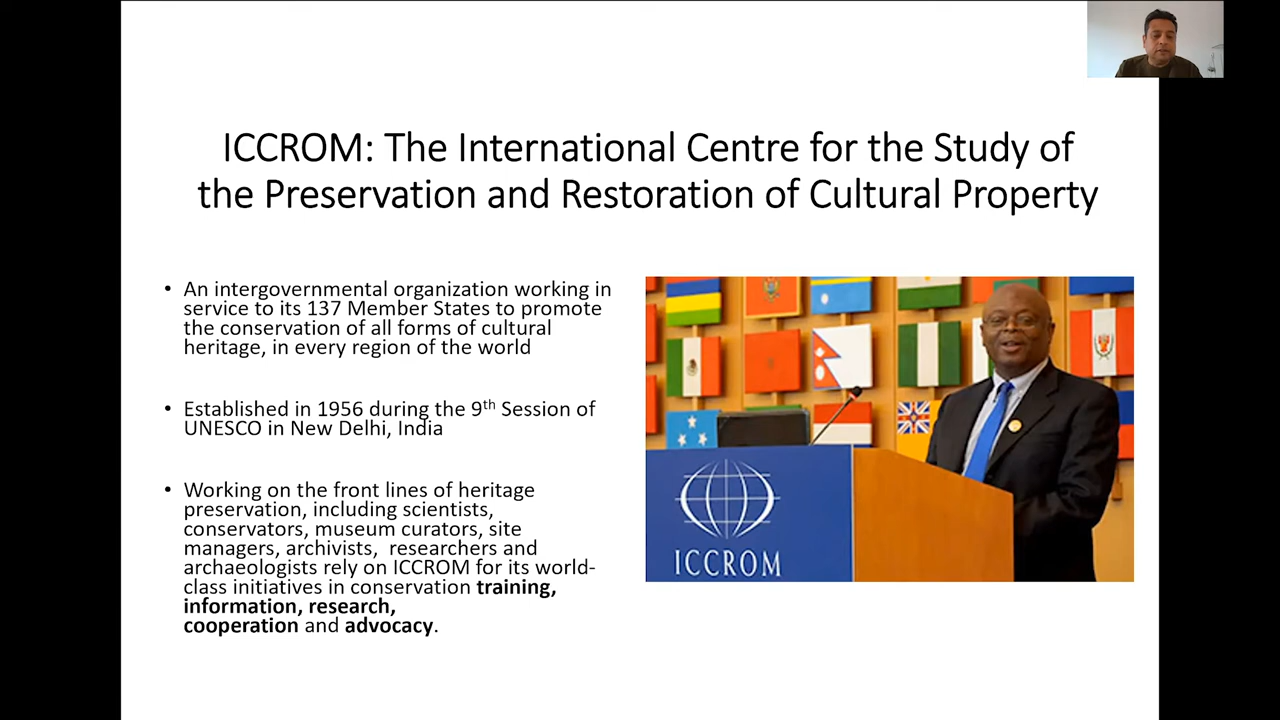 ICCROM: The International Centre for the Study of
the Preservation and Restoration of Cultural Property
• An intergovernmental organization working in
service to its 137 Member States to promote
the conservation of all forms of cultural
heritage, in every region of the world
• Established in 1956 during the 9th Session of
UNESCO in New Delhi, India
• Working on the front lines of heritage
preservation, including scientists,
conservators, museum curators, site
managers, archivists,  researchers and
archaeologists rely on ICCROM for its world-
class initiatives in conservation training,
information, research,
cooperation and advocacy.
ICCROM